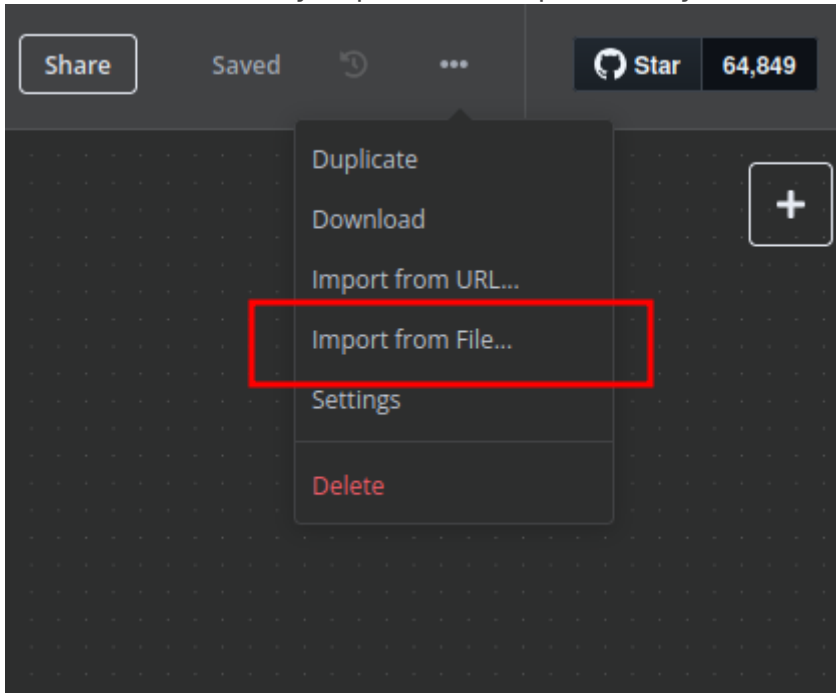 Share Saved ••• Star 64,849
Duplicate
Download
Import from URL...
Import from File...
Settings
Delete